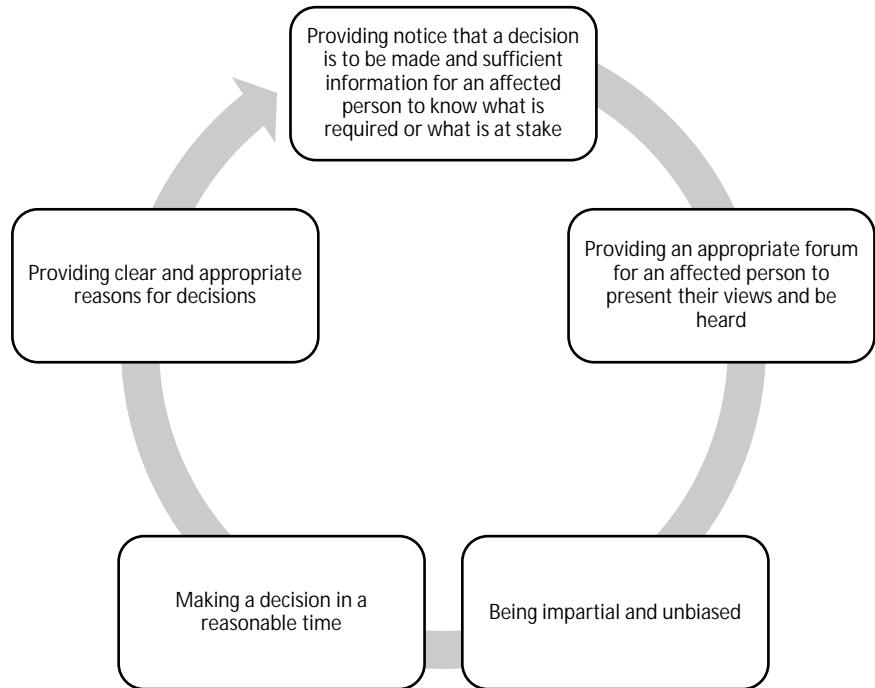 Providing notice that a decision
is to be made and sufficient
information for an affected
person to know what is
required or what is at stake
Providing an appropriate forum
for an affected person to
present their views and be
heard
Being impartial and unbiased
Making a decision in a
reasonable time
Providing clear and appropriate
reasons for decisions